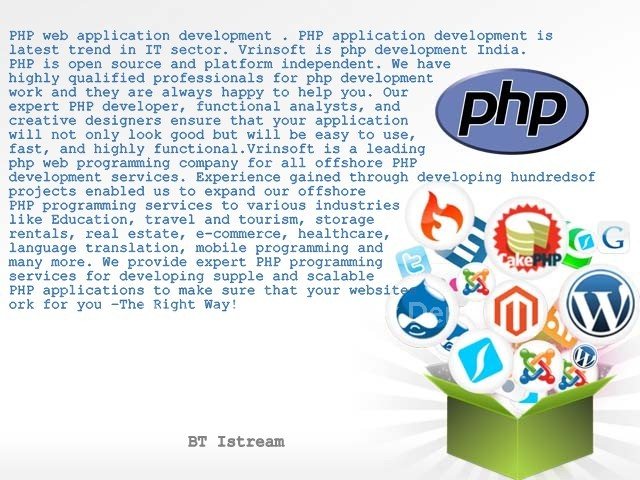 PHP web application development . PHP application development is
latest trend in IT sector. Vrinsoft is php development India.
PHP is open source and platform independent. We have
highly qualified professionals for php development
work and they are always happy to help you. Our
expert PHP developer, functional analysts, and
creative designers ensure that your application
will not only look good but will be easy to use,
fast, and highly functional.Vrinsoft is a leading
php web programming company for all offshore PHP
development services. Experience gained through developing hundredsof
projects enabled us to expand our offshore
PHP programming services to various industries
like Education, travel and tourism, storage
rentals, real estate, e-commerce, healthcare,
language translation, mobile programming and
many more. We provide expert PHP programming
services for developing supple and scalable
PHP applications to make sure that your websites
ork for you –The Right Way!
php
CakePHP
G
De
BT Istream